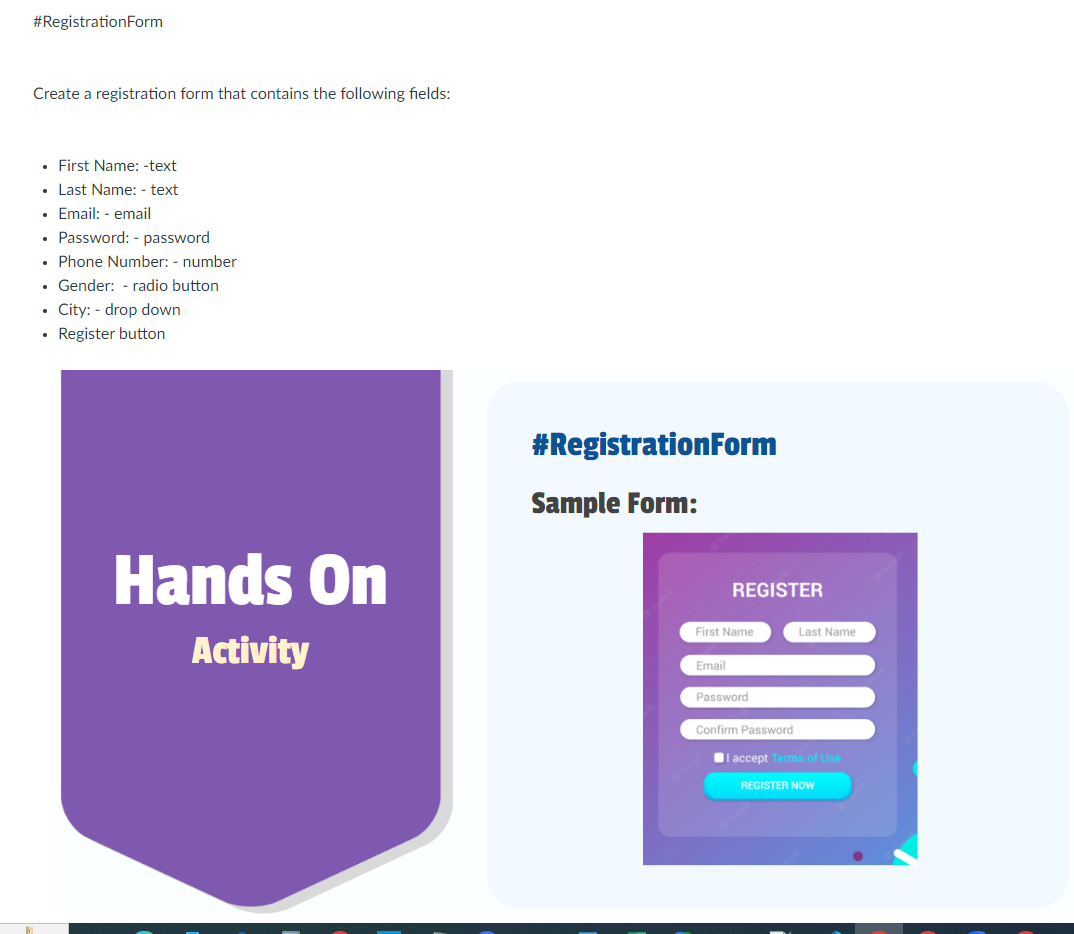 #RegistrationForm
Create a registration form that contains the following fields:
• First Name: -text
• Last Name: - text
• Email: - email
• Password: - password
• Phone Number: - number
• Gender:  - radio button
• City: - drop down
• Register button
Hands On
Activity
#RegistrationForm
Sample Form:
REGISTER
First Name Last Name
Email
Password
Confirm Password
I accept Terms of Use
REGISTER NOW